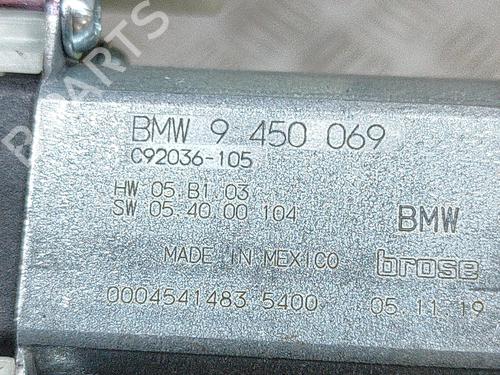 BMW 9 450 069
C92036-105
HW 05 B1.03
SW 05.40.00 104
BMW
MADE IN MEXICO
brose
0004541483 5400
05.11.19
PARTS